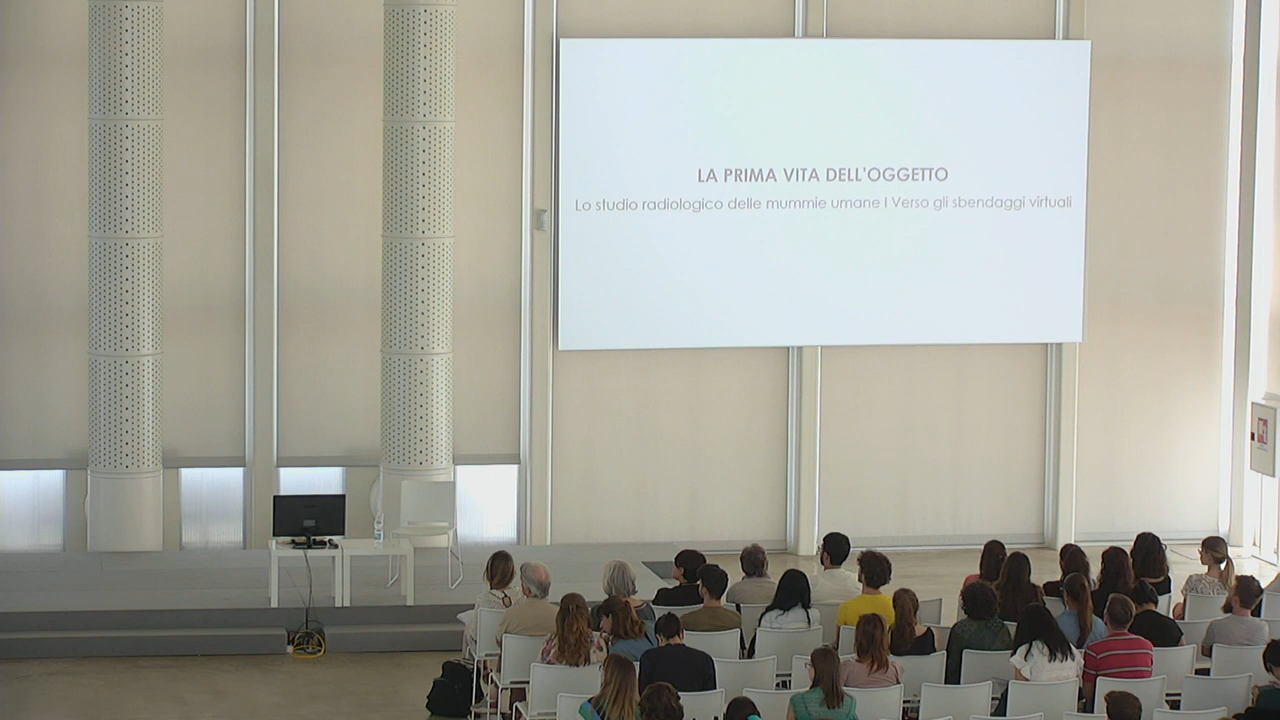 LA PRIMA VITA DELL'OGGETTO
Lo studio radiologico delle mummie umane I Verso gli sbendaggi virtuali